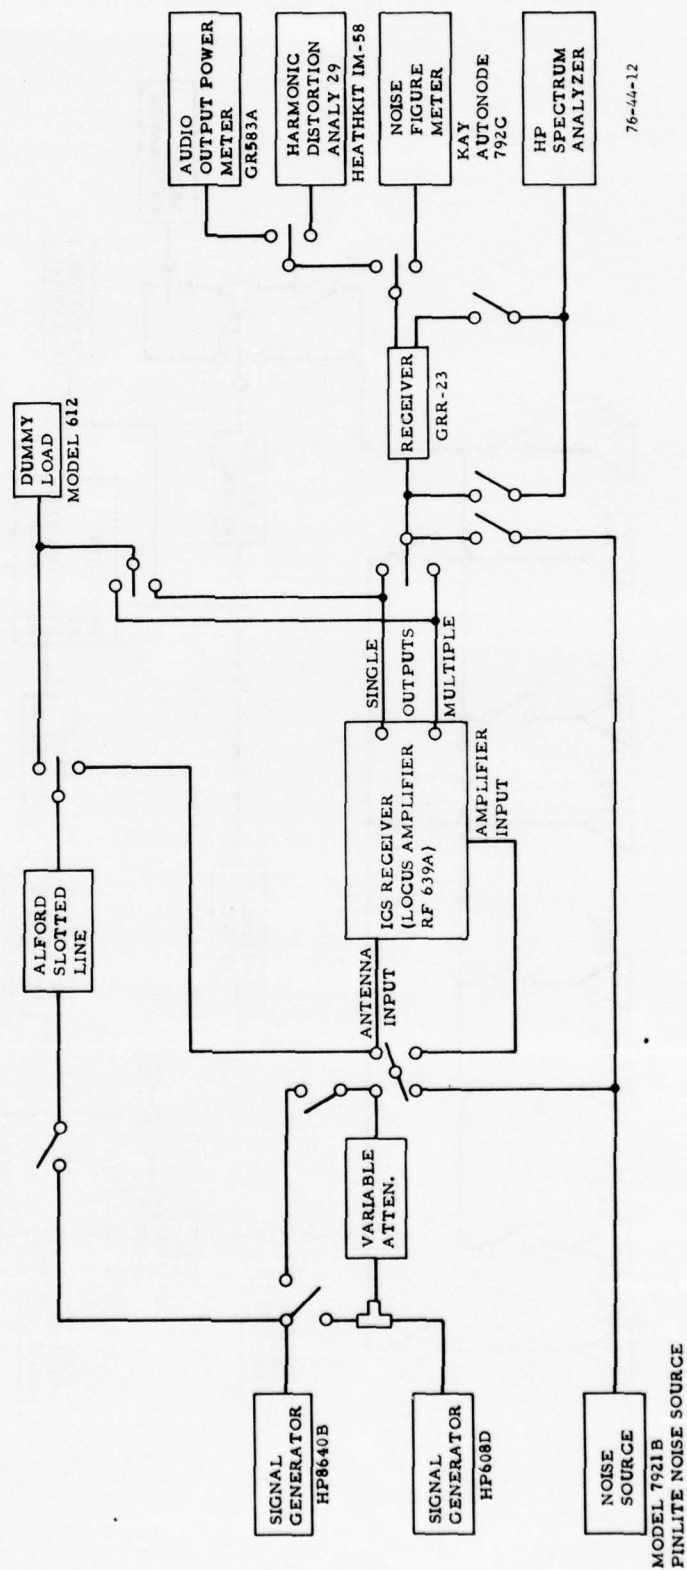 AUDIO
OUTPUT POWER
METER
GR583A
HARMONIC
DISTORTION
ANALY 29
HEATHKIT IM-58
NOISE
FIGURE
METER
KAY
AUTONODE
792G
HP
SPECTRUM
ANALYZER
76-44-12
DUMMY
LOAD
MODEL 612
RECEIVER
GRR-23
SINGLE
OUTPUTS
MULTIPLE
ALFORD
SLOTTED
LINE
ICS RECEIVER
(LOCUS AMPLIFIER
RF 639A)
AMPLIFIER
INPUT
ANTENNA
INPUT
VARIABLE
ATTEN.
SIGNAL
GENERATOR
HP8640B
SIGNAL
GENERATOR
HP608D
NOISE
SOURCE
MODEL 7921B
PINLITE NOISE SOURCE